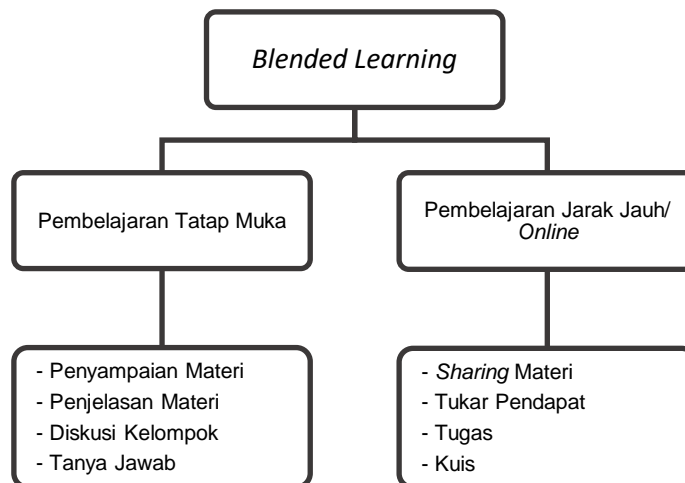 Blended Learning
Pembelajaran Tatap Muka
Pembelajaran Jarak Jauh/
Online
- Penyampaian Materi
- Penjelasan Materi
- Diskusi Kelompok
- Tanya Jawab
- Sharing Materi
- Tukar Pendapat
- Tugas
- Kuis